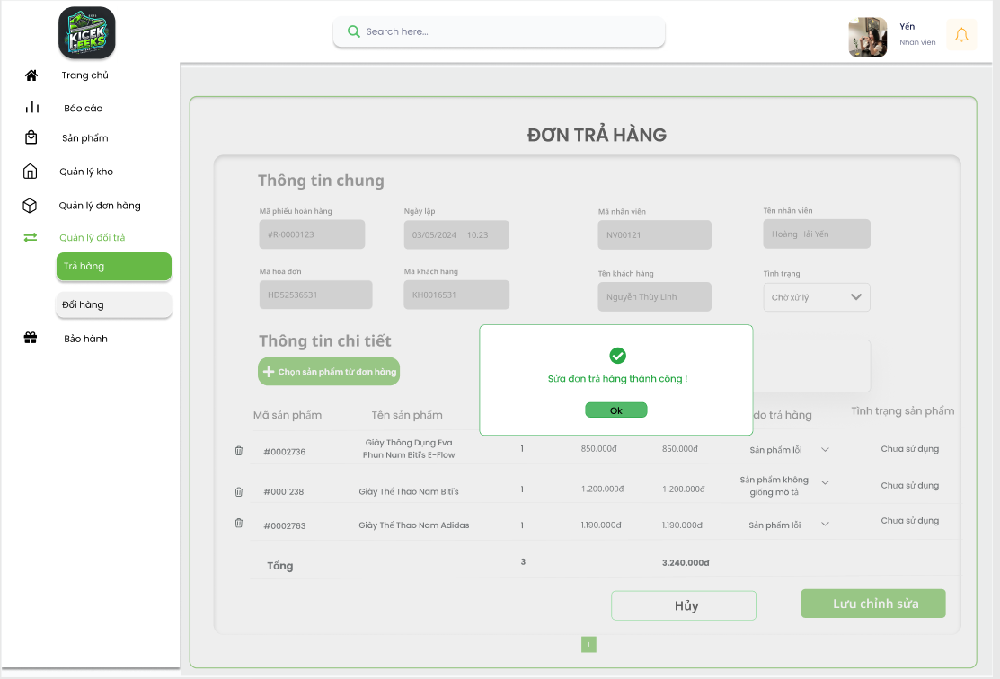 KICEK
GEEKS
Search here...
Yến
Nhân viên
Trang chủ
Báo cáo
Sản phẩm
Quản lý kho
Quản lý đơn hàng
Quản lý đổi trả
Trả hàng
Đổi hàng
Bảo hành
ĐƠN TRẢ HÀNG
Thông tin chung
Mã phiếu hoàn hàng
Ngày lập
Mã nhân viên
Tên nhân viên
#R-0000123
03/05/2024 10:23
NV00121
Hoàng Hải Yến
Mã hóa đơn
Mã khách hàng
Tên khách hàng
Tình trạng
HD52536531
KH0016531
Nguyễn Thùy Linh
Chờ xử lý
Thông tin chi tiết
Chọn sản phẩm từ đơn hàng
Sửa đơn trả hàng thành công !
Ok
Mã sản phẩm
Tên sản phẩm
do trả hàng
Tình trạng sản phẩm
#0002736
Giày Thông Dụng Eva
Phun Nam Biti's E-Flow
1
850.000đ
850.000đ
Sản phẩm lỗi
Chưa sử dụng
#0001238
Giày Thể Thao Nam Biti's
1
1.200.000đ
1.200.000đ
Sản phẩm không
giống mô tả
Chưa sử dụng
#0002763
Giày Thể Thao Nam Adidas
1
1.190.000đ
1.190.000đ
Sản phẩm lỗi
Chưa sử dụng
Tổng
3
3.240.000đ
Hủy
Lưu chỉnh sửa
1